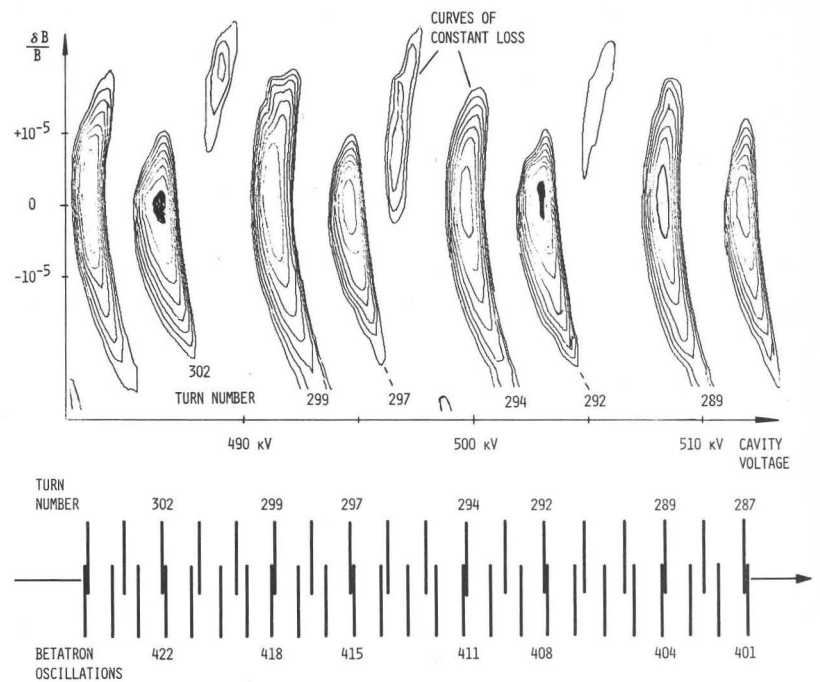 CURVES OF
CONSTANT LOSS
δB
B
+10⁻⁵
0
-10⁻⁵
302
TURN NUMBER 299 297 294 292 289
490 kV 500 kV 510 kV CAVITY
VOLTAGE
TURN
NUMBER 302 299 297 294 292 289 287
BETATRON 422 418 415 411 408 404 401
OSCILLATIONS